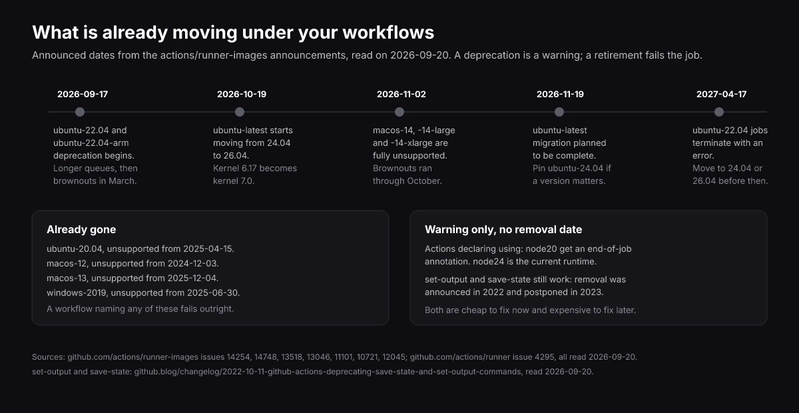 What is already moving under your workflows
Announced dates from the actions/runner-images announcements, read on 2026-09-20. A deprecation is a warning; a retirement fails the job.
2026-09-17
ubuntu-22.04 and
ubuntu-22.04-arm
deprecation begins.
Longer queues, then
brownouts in March.
2026-10-19
ubuntu-latest starts
moving from 24.04
to 26.04.
Kernel 6.17 becomes
kernel 7.0.
2026-11-02
macos-14, -14-large
and -14-xlarge are
fully unsupported.
Brownouts ran
through October.
2026-11-19
ubuntu-latest
migration planned
to be complete.
Pin ubuntu-24.04 if
a version matters.
2027-04-17
ubuntu-22.04 jobs
terminate with an
error.
Move to 24.04 or
26.04 before then.
Already gone
ubuntu-20.04, unsupported from 2025-04-15.
macos-12, unsupported from 2024-12-03.
macos-13, unsupported from 2025-12-04.
windows-2019, unsupported from 2025-06-30.
A workflow naming any of these fails outright.
Warning only, no removal date
Actions declaring using: node20 get an end-of-job
annotation. node24 is the current runtime.
set-output and save-state still work: removal was
announced in 2022 and postponed in 2023.
Both are cheap to fix now and expensive to fix later.
Sources: github.com/actions/runner-images issues 14254, 14748, 13518, 13046, 11101, 10721, 12045; github.com/actions/runner issue 4295, all read 2026-09-20.
set-output and save-state: github.blog/changelog/2022-10-11-github-actions-deprecating-save-state-and-set-output-commands, read 2026-09-20.